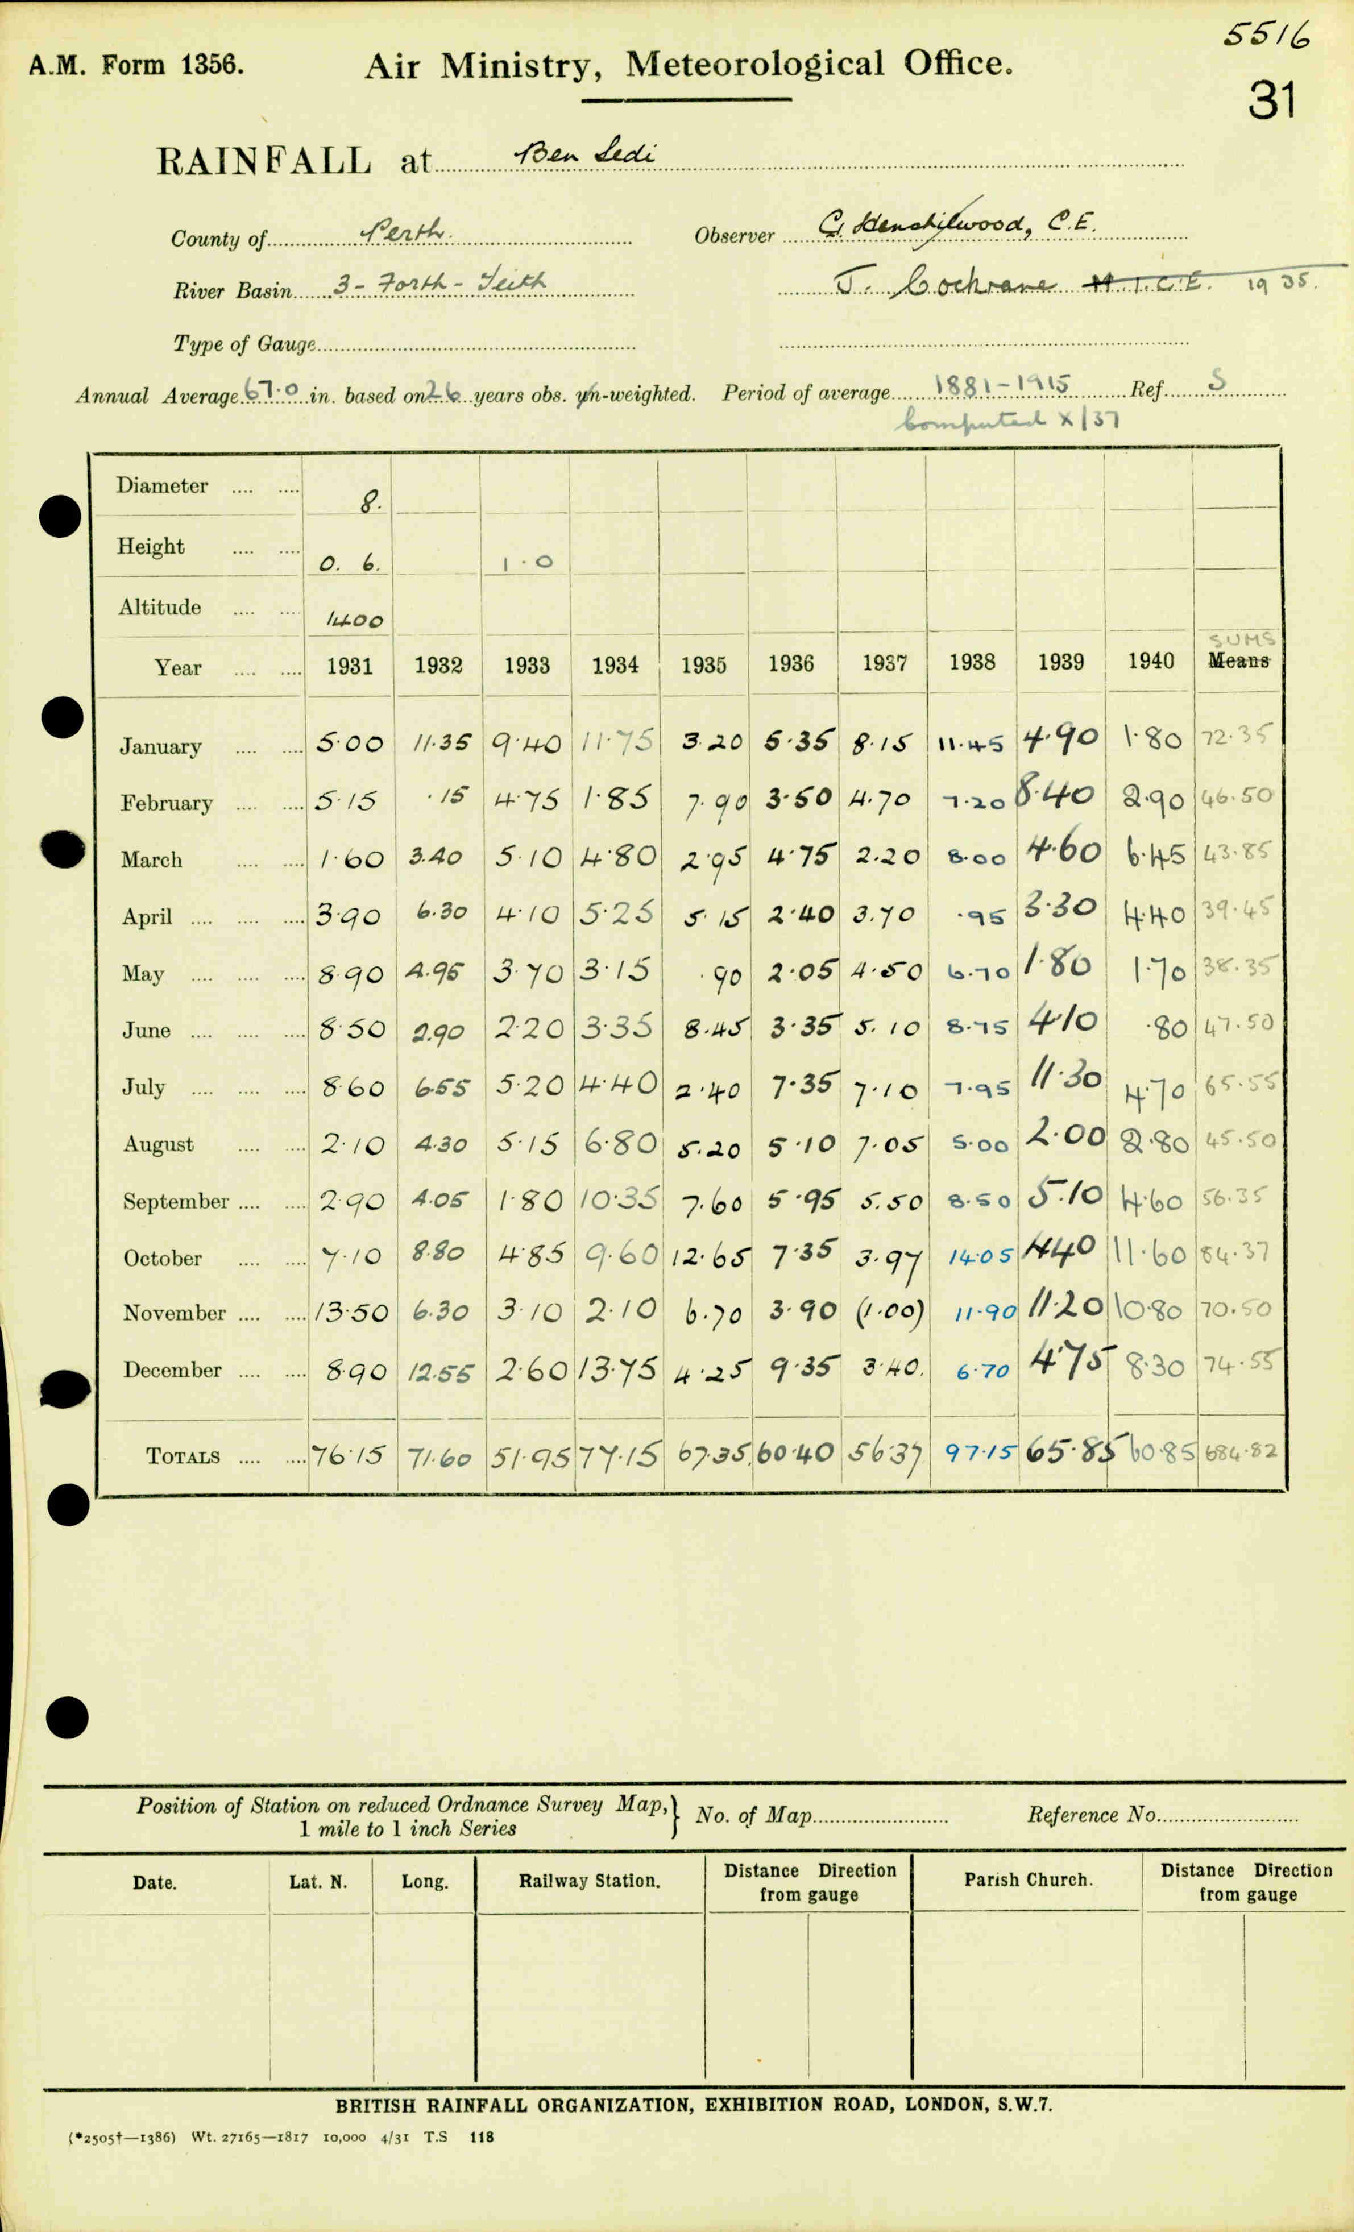 5516
A.M. Form 1356. Air Ministry, Meteorological Office.
31
RAINFALL at Ben Ledi
County of Perth. Observer G. Henshilwood, C.E.
River Basin 3 - Forth - Teith J. Cochrane M.I.C.E. 1935.
Type of Gauge
Annual Average 67.0 in. based on 26 years obs. un-weighted. Period of average 1881-1915 Ref. S
Computed X/37
Diameter .... .... 8.
Height .... .... 0. 6. 1.0
Altitude .... .... 1400
SUMS
Year .... .... 1931 1932 1933 1934 1935 1936 1937 1938 1939 1940 Means
January .... .... 5.00 11.35 9.40 11.75 3.20 5.35 8.15 11.45 4.90 1.80 72.35
February .... .... 5.15 .15 4.75 1.85 7.90 3.50 4.70 7.20 8.40 2.90 46.50
March .... .... 1.60 3.40 5.10 4.80 2.95 4.75 2.20 8.00 4.60 6.45 43.85
April .... .... .... 3.90 6.30 4.10 5.25 5.15 2.40 3.70 .95 3.30 4.40 39.45
May .... .... .... 8.90 4.95 3.70 3.15 .90 2.05 4.50 6.70 1.80 1.70 38.35
June .... .... .... 8.50 2.90 2.20 3.35 8.45 3.35 5.10 8.75 4.10 .80 47.50
July .... .... .... 8.60 6.55 5.20 4.40 2.40 7.35 7.10 7.95 11.30 4.70 65.55
August .... .... 2.10 4.30 5.15 6.80 5.20 5.10 7.05 5.00 2.00 2.80 45.50
September .... .... 2.90 4.05 1.80 10.35 7.60 5.95 5.50 8.50 5.10 4.60 56.35
October .... .... 7.10 8.80 4.85 9.60 12.65 7.35 3.97 14.05 4.40 11.60 84.37
November .... .... 13.50 6.30 3.10 2.10 6.70 3.90 (1.00) 11.90 11.20 10.80 70.50
December .... .... 8.90 12.55 2.60 13.75 4.25 9.35 3.40. 6.70 4.75 8.30 74.55
TOTALS .... .... 76.15 71.60 51.95 77.15 67.35 60.40 56.37 97.15 65.85 60.85 684.82
Position of Station on reduced Ordnance Survey Map, } No. of Map Reference No.
1 mile to 1 inch Series
Date. Lat. N. Long. Railway Station. Distance Direction from gauge Parish Church. Distance Direction from gauge
BRITISH RAINFALL ORGANIZATION, EXHIBITION ROAD, LONDON, S.W.7.
(*2505†—1386) Wt. 27165—1817 10,000 4/31 T.S 118